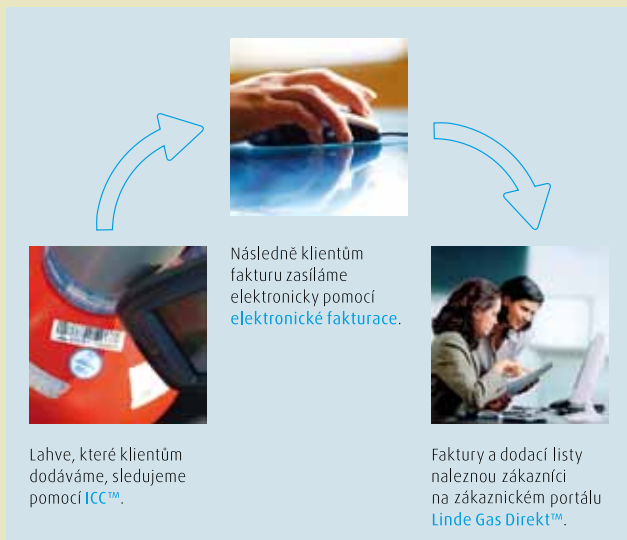 Lahve, které klientům
dodáváme, sledujeme
pomocí ICC™.
Následně klientům
fakturu zasíláme
elektronicky pomocí
elektronické fakturace.
Faktury a dodací listy
naleznou zákazníci
na zákaznickém portálu
Linde Gas Direkt™.